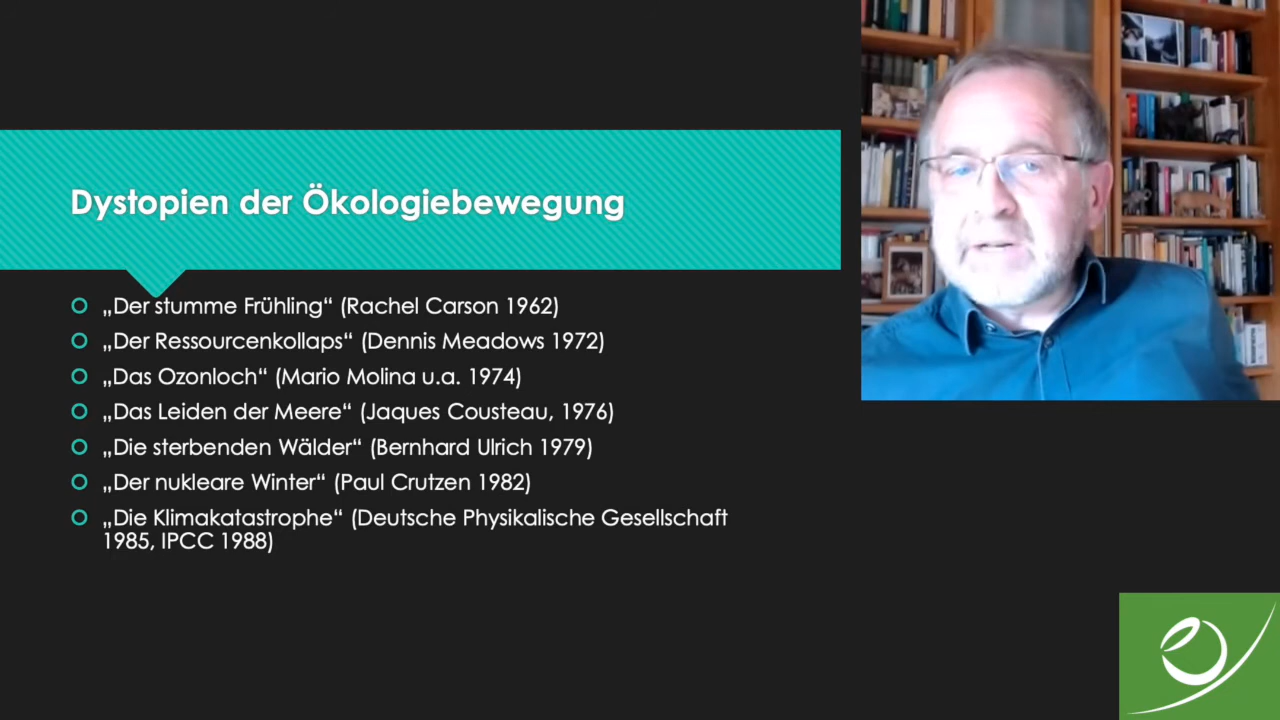 Dystopien der Ökologiebewegung
„Der stumme Frühling“ (Rachel Carson 1962)
„Der Ressourcenkollaps“ (Dennis Meadows 1972)
„Das Ozonloch“ (Mario Molina u.a. 1974)
„Das Leiden der Meere“ (Jaques Cousteau, 1976)
„Die sterbenden Wälder“ (Bernhard Ulrich 1979)
„Der nukleare Winter“ (Paul Crutzen 1982)
„Die Klimakatastrophe“ (Deutsche Physikalische Gesellschaft
1985, IPCC 1988)